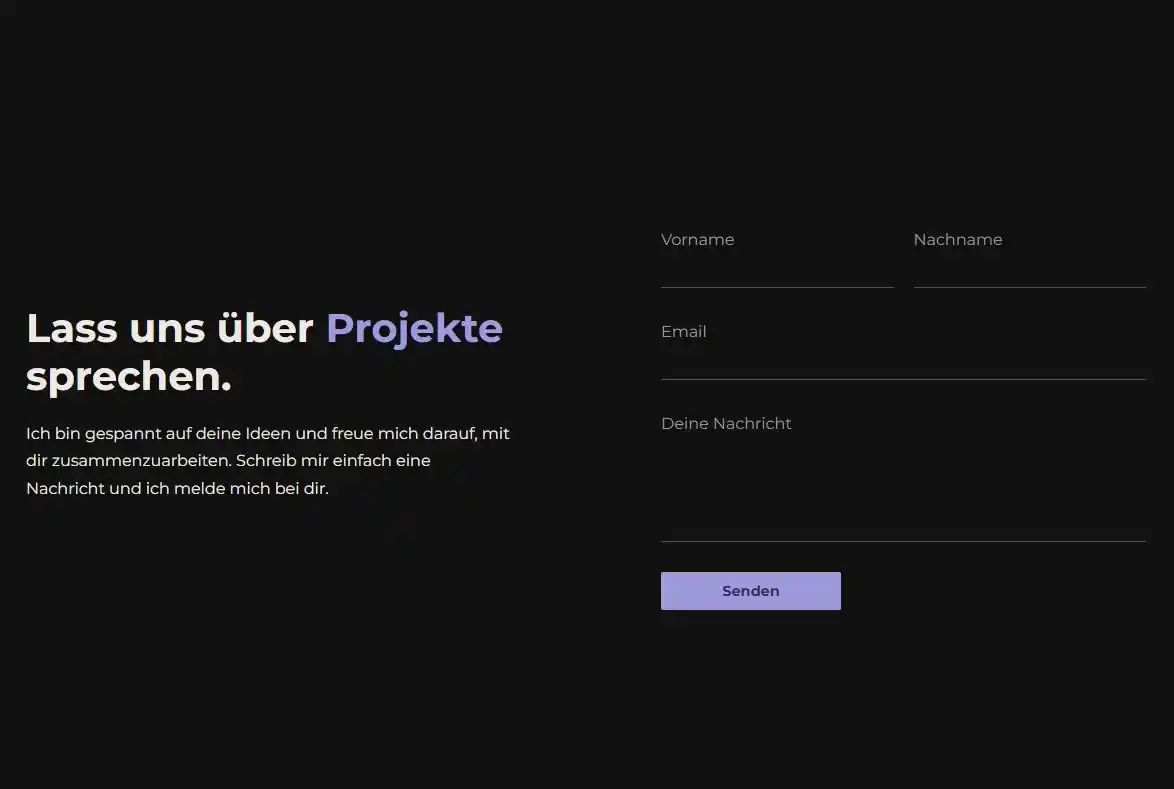 Lass uns über Projekte
sprechen.
Ich bin gespannt auf deine Ideen und freue mich darauf, mit
dir zusammenzuarbeiten. Schreib mir einfach eine
Nachricht und ich melde mich bei dir.
Vorname
Nachname
Email
Deine Nachricht
Senden